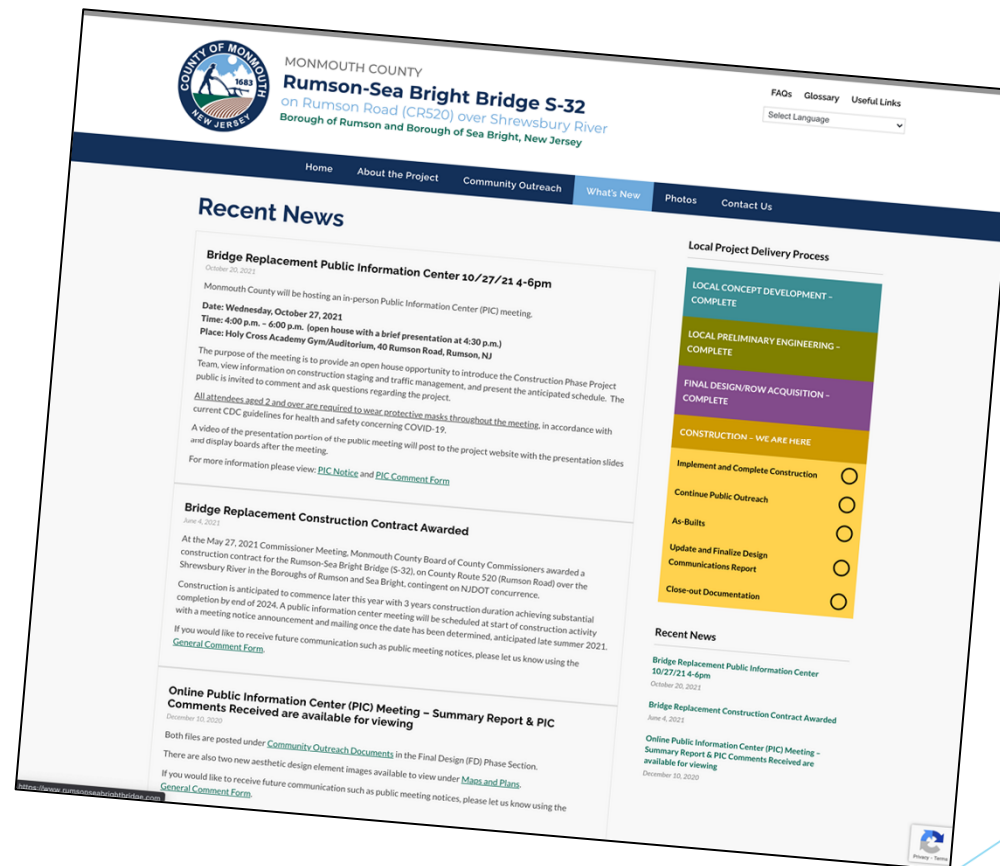 COUNTY OF MONMOUTH
1683
NEW JERSEY
MONMOUTH COUNTY
Rumson-Sea Bright Bridge S-32
on Rumson Road (CR520) over Shrewsbury River
Borough of Rumson and Borough of Sea Bright, New Jersey
FAQs Glossary Useful Links
Select Language
Home About the Project Community Outreach What's New Photos Contact Us
Recent News
Bridge Replacement Public Information Center 10/27/21 4-6pm
October 20, 2021
Monmouth County will be hosting an in-person Public Information Center (PIC) meeting.
Date: Wednesday, October 27, 2021
Time: 4:00 p.m. – 6:00 p.m. (open house with a brief presentation at 4:30 p.m.)
Place: Holy Cross Academy Gym/Auditorium, 40 Rumson Road, Rumson, NJ
The purpose of the meeting is to provide an open house opportunity to introduce the Construction Phase Project
Team, view information on construction staging and traffic management, and present the anticipated schedule. The
public is invited to comment and ask questions regarding the project.
All attendees aged 2 and over are required to wear protective masks throughout the meeting, in accordance with
current CDC guidelines for health and safety concerning COVID-19.
A video of the presentation portion of the public meeting will post to the project website with the presentation slides
and display boards after the meeting.
For more information please view: PIC Notice and PIC Comment Form
Bridge Replacement Construction Contract Awarded
June 4, 2021
At the May 27, 2021 Commissioner Meeting, Monmouth County Board of County Commissioners awarded a
construction contract for the Rumson-Sea Bright Bridge (S-32), on County Route 520 (Rumson Road) over the
Shrewsbury River in the Boroughs of Rumson and Sea Bright, contingent on NJDOT concurrence.
Construction is anticipated to commence later this year with 3 years construction duration achieving substantial
completion by end of 2024. A public information center meeting will be scheduled at start of construction activity
with a meeting notice announcement and mailing once the date has been determined, anticipated late summer 2021.
If you would like to receive future communication such as public meeting notices, please let us know using the
General Comment Form.
Online Public Information Center (PIC) Meeting – Summary Report & PIC
Comments Received are available for viewing
December 10, 2020
Both files are posted under Community Outreach Documents in the Final Design (FD) Phase Section.
There are also two new aesthetic design element images available to view under Maps and Plans.
If you would like to receive future communication such as public meeting notices, please let us know using the
General Comment Form.
Local Project Delivery Process
LOCAL CONCEPT DEVELOPMENT –
COMPLETE
LOCAL PRELIMINARY ENGINEERING –
COMPLETE
FINAL DESIGN/ROW ACQUISITION –
COMPLETE
CONSTRUCTION – WE ARE HERE
Implement and Complete Construction
Continue Public Outreach
As-Builts
Update and Finalize Design
Communications Report
Close-out Documentation
Recent News
Bridge Replacement Public Information Center
10/27/21 4-6pm
October 20, 2021
Bridge Replacement Construction Contract Awarded
June 4, 2021
Online Public Information Center (PIC) Meeting –
Summary Report & PIC Comments Received are
available for viewing
December 10, 2020
https://www.rumsonseabrightbridge.com
Privacy - Terms